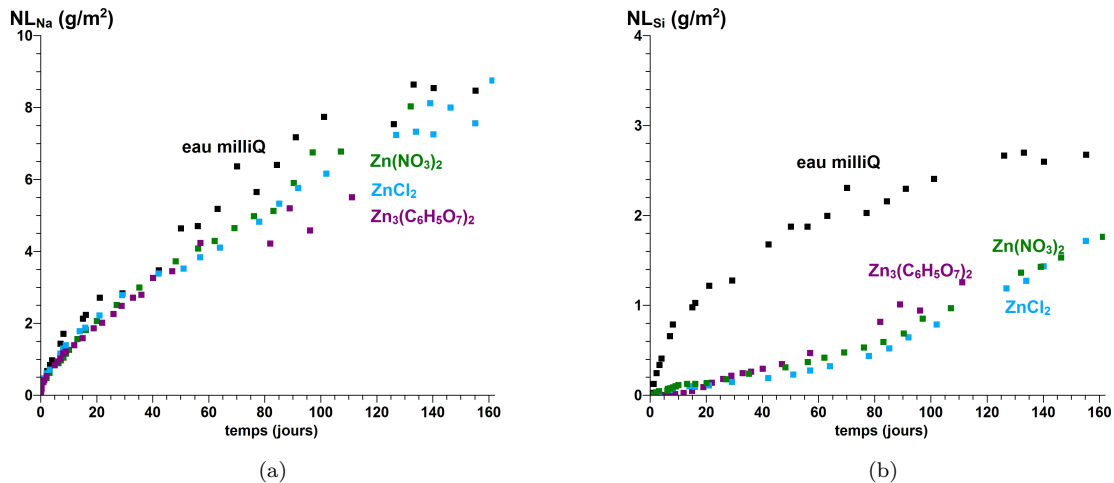 NL_Na (g/m²)
10
8
6
4
2
0
eau milliQ
Zn(NO₃)₂
ZnCl₂
Zn₃(C₆H₅O₇)₂
0 20 40 60 80 100 120 140 160
temps (jours)
(a)
NL_Si (g/m²)
4
3
2
1
0
eau milliQ
Zn(NO₃)₂
Zn₃(C₆H₅O₇)₂
ZnCl₂
0 20 40 60 80 100 120 140 160
temps (jours)
(b)